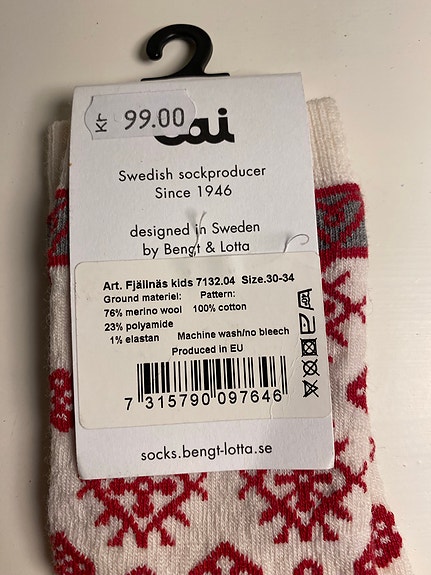 Kr 99.00
Swedish sockproducer
Since 1946
designed in Sweden
by Bengt & Lotta
Art. Fjällnäs kids 7132.04 Size.30-34
Ground materiel: Pattern:
76% merino wool 100% cotton
23% polyamide
1% elastan Machine wash/no bleech
Produced in EU
7 315790 097646
socks.bengt-lotta.se